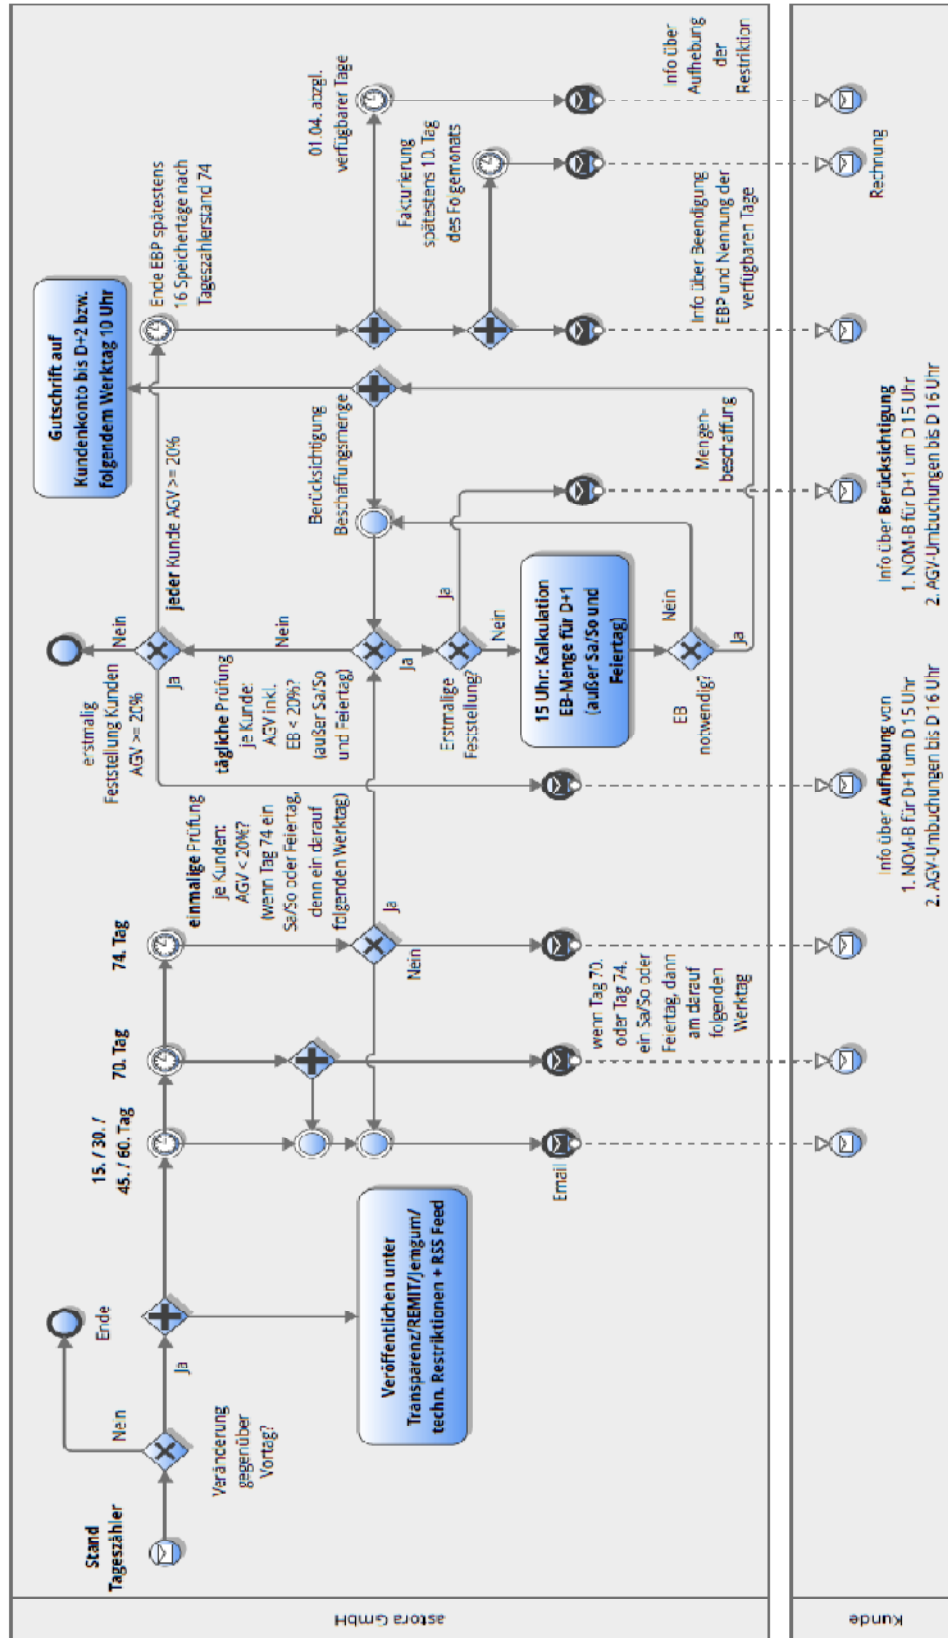 astora GmbH
Kunde
Stand
Tageszähler
Veränderung
gegenüber
Vortag?
Nein
Ja
Ende
Veröffentlichen unter
Transparenz/REMIT/Jemgum/
techn. Restriktionen + RSS Feed
15. / 30. /
45. / 60. Tag
70. Tag
74. Tag
Email
einmalige Prüfung
je Kunden:
AGV < 20%?
(wenn Tag 74 ein
Sa/So oder Feiertag,
denn ein darauf
folgenden Werktag)
Ja
Nein
wenn Tag 70.
oder Tag 74.
ein Sa/So oder
Feiertag, dann
am darauf
folgenden
Werktag
erstmalig
Feststellung Kunden
AGV >= 20%
Nein
Ja
jeder Kunde AGV >= 20%
tägliche Prüfung
je Kunde:
AGV inkl.
EB < 20%?
(außer Sa/So
und Feiertag)
Nein
Ja
Erstmalige
Feststellung?
Ja
Nein
15 Uhr: Kalkulation
EB-Menge für D+1
(außer Sa/So und
Feiertag)
EB
notwendig?
Nein
Ja
Mengen-
beschaffung
Berücksichtigung
Beschaffungsmenge
Gutschrift auf
Kundenkonto bis D+2 bzw.
folgendem Werktag 10 Uhr
Ende EBP spätestens
16 Speichertage nach
Tageszählerstand 74
01.04. abzgl.
verfügbarer Tage
Fakturierung
spätestens 10. Tag
des Folgemonats
Info über Beendigung
EBP und Nennung der
verfügbaren Tage
Info über
Aufhebung
der
Restriktion
Info über Aufhebung von
1. NOM-B für D+1 um D 15 Uhr
2. AGV-Umbuchungen bis D 16 Uhr
Info über Berücksichtigung
1. NOM-B für D+1 um D 15 Uhr
2. AGV-Umbuchungen bis D 16 Uhr
Rechnung